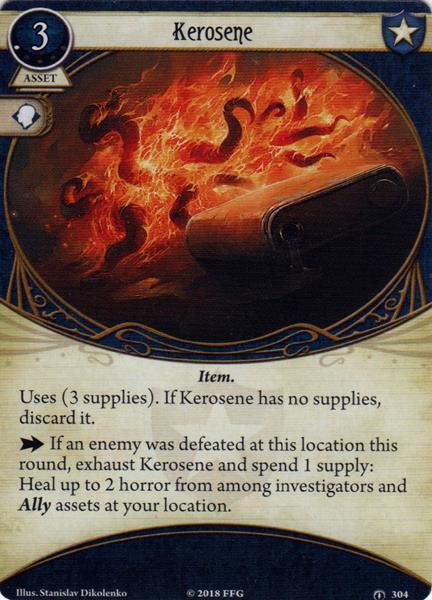 3
Kerosene
ASSET
Item.
Uses (3 supplies). If Kerosene has no supplies,
discard it.
If an enemy was defeated at this location this
round, exhaust Kerosene and spend 1 supply:
Heal up to 2 horror from among investigators and
Ally assets at your location.
Illus. Stanislav Dikolenko
© 2018 FFG
304